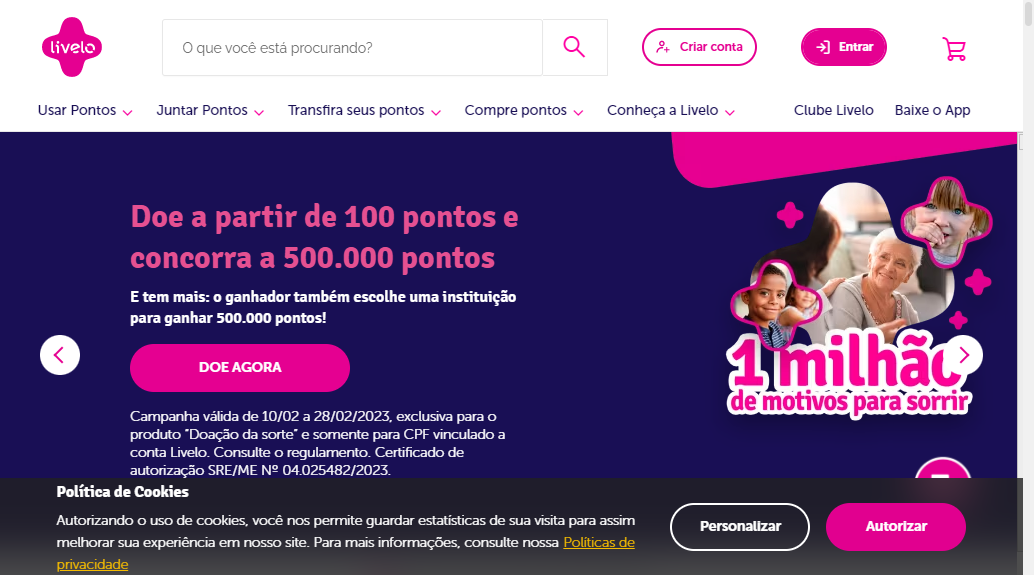 livelo
O que você está procurando?
Criar conta
Entrar
Usar Pontos
Juntar Pontos
Transfira seus pontos
Compre pontos
Conheça a Livelo
Clube Livelo
Baixe o App
Doe a partir de 100 pontos e
concorra a 500.000 pontos
E tem mais: o ganhador também escolhe uma instituição
para ganhar 500.000 pontos!
DOE AGORA
Campanha válida de 10/02 a 28/02/2023, exclusiva para o
produto "Doação da sorte" e somente para CPF vinculado a
conta Livelo. Consulte o regulamento. Certificado de
autorização SRE/ME Nº 04.025482/2023.
1 milhão
de motivos para sorrir
Política de Cookies
Autorizando o uso de cookies, você nos permite guardar estatísticas de sua visita para assim
melhorar sua experiência em nosso site. Para mais informações, consulte nossa Políticas de
privacidade
Personalizar
Autorizar